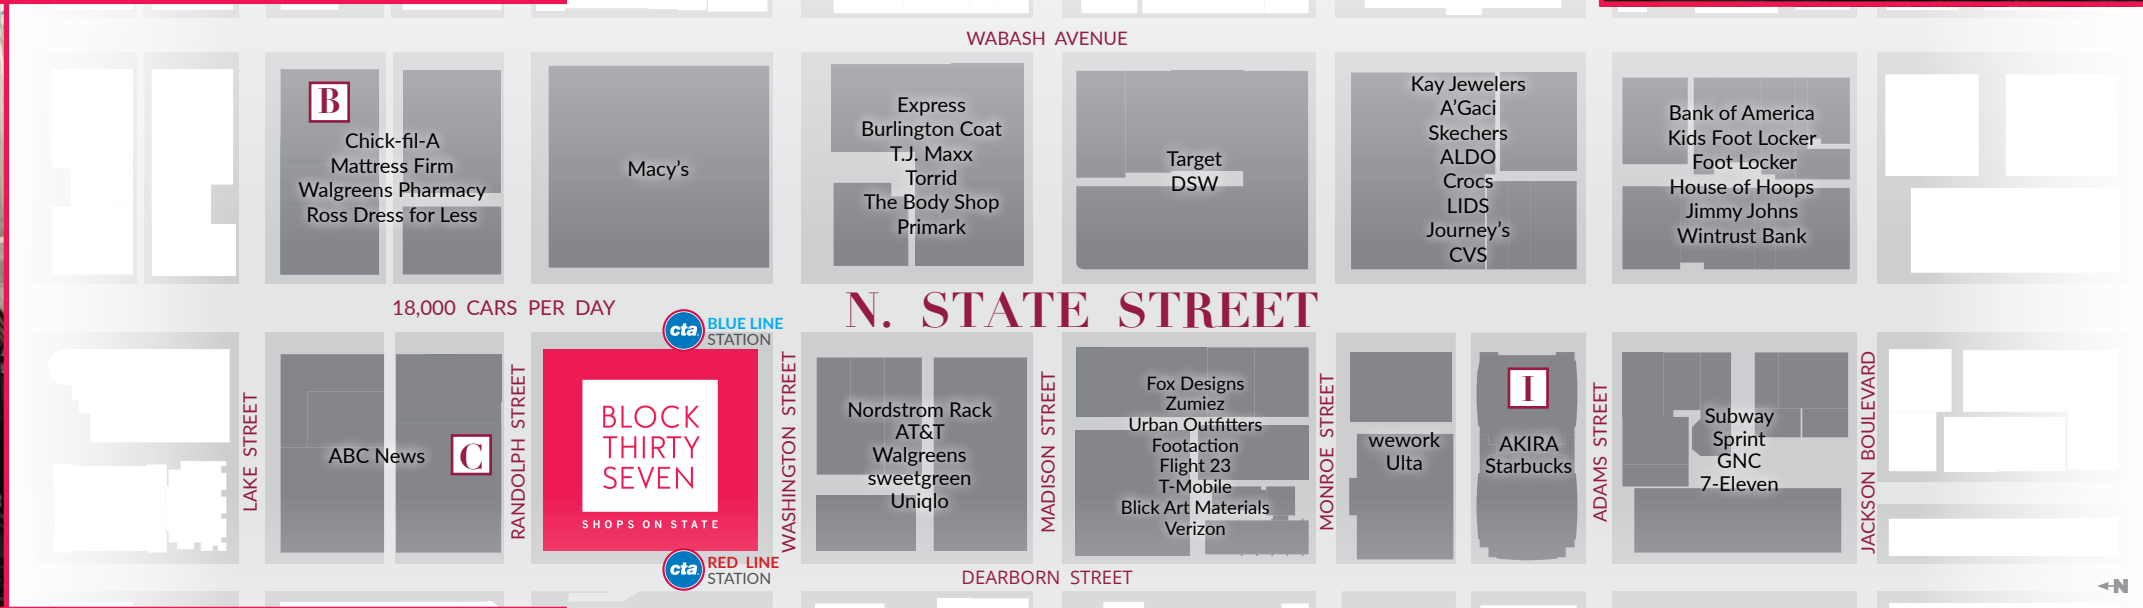 WABASH AVENUE
B
Chick-fil-A
Mattress Firm
Walgreens Pharmacy
Ross Dress for Less
Macy's
Express
Burlington Coat
T.J. Maxx
Torrid
The Body Shop
Primark
Target
DSW
Kay Jewelers
A'Gaci
Skechers
ALDO
Crocs
LIDS
Journey's
CVS
Bank of America
Kids Foot Locker
Foot Locker
House of Hoops
Jimmy Johns
Wintrust Bank
18,000 CARS PER DAY
N. STATE STREET
cta
BLUE LINE
STATION
LAKE STREET
ABC News
C
RANDOLPH STREET
BLOCK
THIRTY
SEVEN
SHOPS ON STATE
WASHINGTON STREET
Nordstrom Rack
AT&T
Walgreens
sweetgreen
Uniqlo
MADISON STREET
Fox Designs
Zumiez
Urban Outfitters
Footaction
Flight 23
T-Mobile
Blick Art Materials
Verizon
MONROE STREET
wework
Ulta
I
AKIRA
Starbucks
ADAMS STREET
Subway
Sprint
GNC
7-Eleven
JACKSON BOULEVARD
cta
RED LINE
STATION
DEARBORN STREET
N